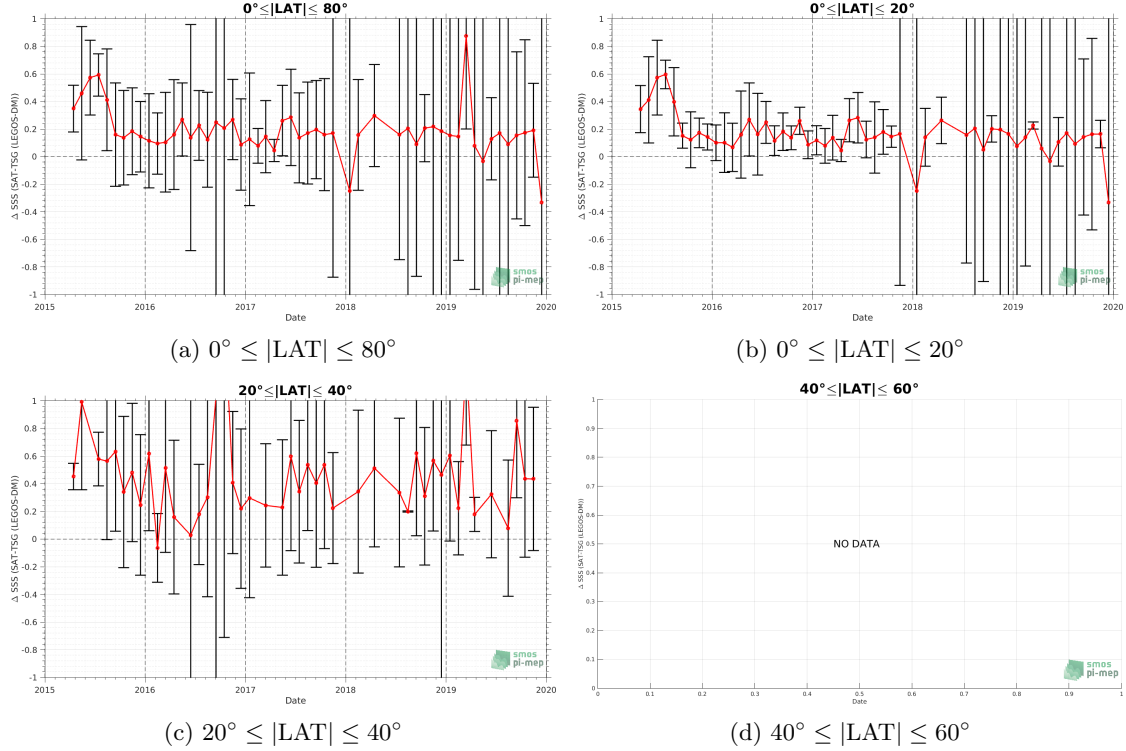 0°≤|LAT|≤ 80°
Δ SSS (SAT-TSG (LEGOS-DM))
1
0.8
0.6
0.4
0.2
0
-0.2
-0.4
-0.6
-0.8
-1
2015 2016 2017 2018 2019 2020
Date
smos
pi-mep
(a) 0° ≤ |LAT| ≤ 80°
0°≤|LAT|≤ 20°
Δ SSS (SAT-TSG (LEGOS-DM))
1
0.8
0.6
0.4
0.2
0
-0.2
-0.4
-0.6
-0.8
-1
2015 2016 2017 2018 2019 2020
Date
smos
pi-mep
(b) 0° ≤ |LAT| ≤ 20°
20°≤|LAT|≤ 40°
Δ SSS (SAT-TSG (LEGOS-DM))
1
0.8
0.6
0.4
0.2
0
-0.2
-0.4
-0.6
-0.8
-1
2015 2016 2017 2018 2019 2020
Date
smos
pi-mep
(c) 20° ≤ |LAT| ≤ 40°
40°≤|LAT|≤ 60°
Δ SSS (SAT-TSG (LEGOS-DM))
1
0.9
0.8
0.7
0.6
0.5
0.4
0.3
0.2
0.1
0
NO DATA
0 0.1 0.2 0.3 0.4 0.5 0.6 0.7 0.8 0.9 1
Date
smos
pi-mep
(d) 40° ≤ |LAT| ≤ 60°